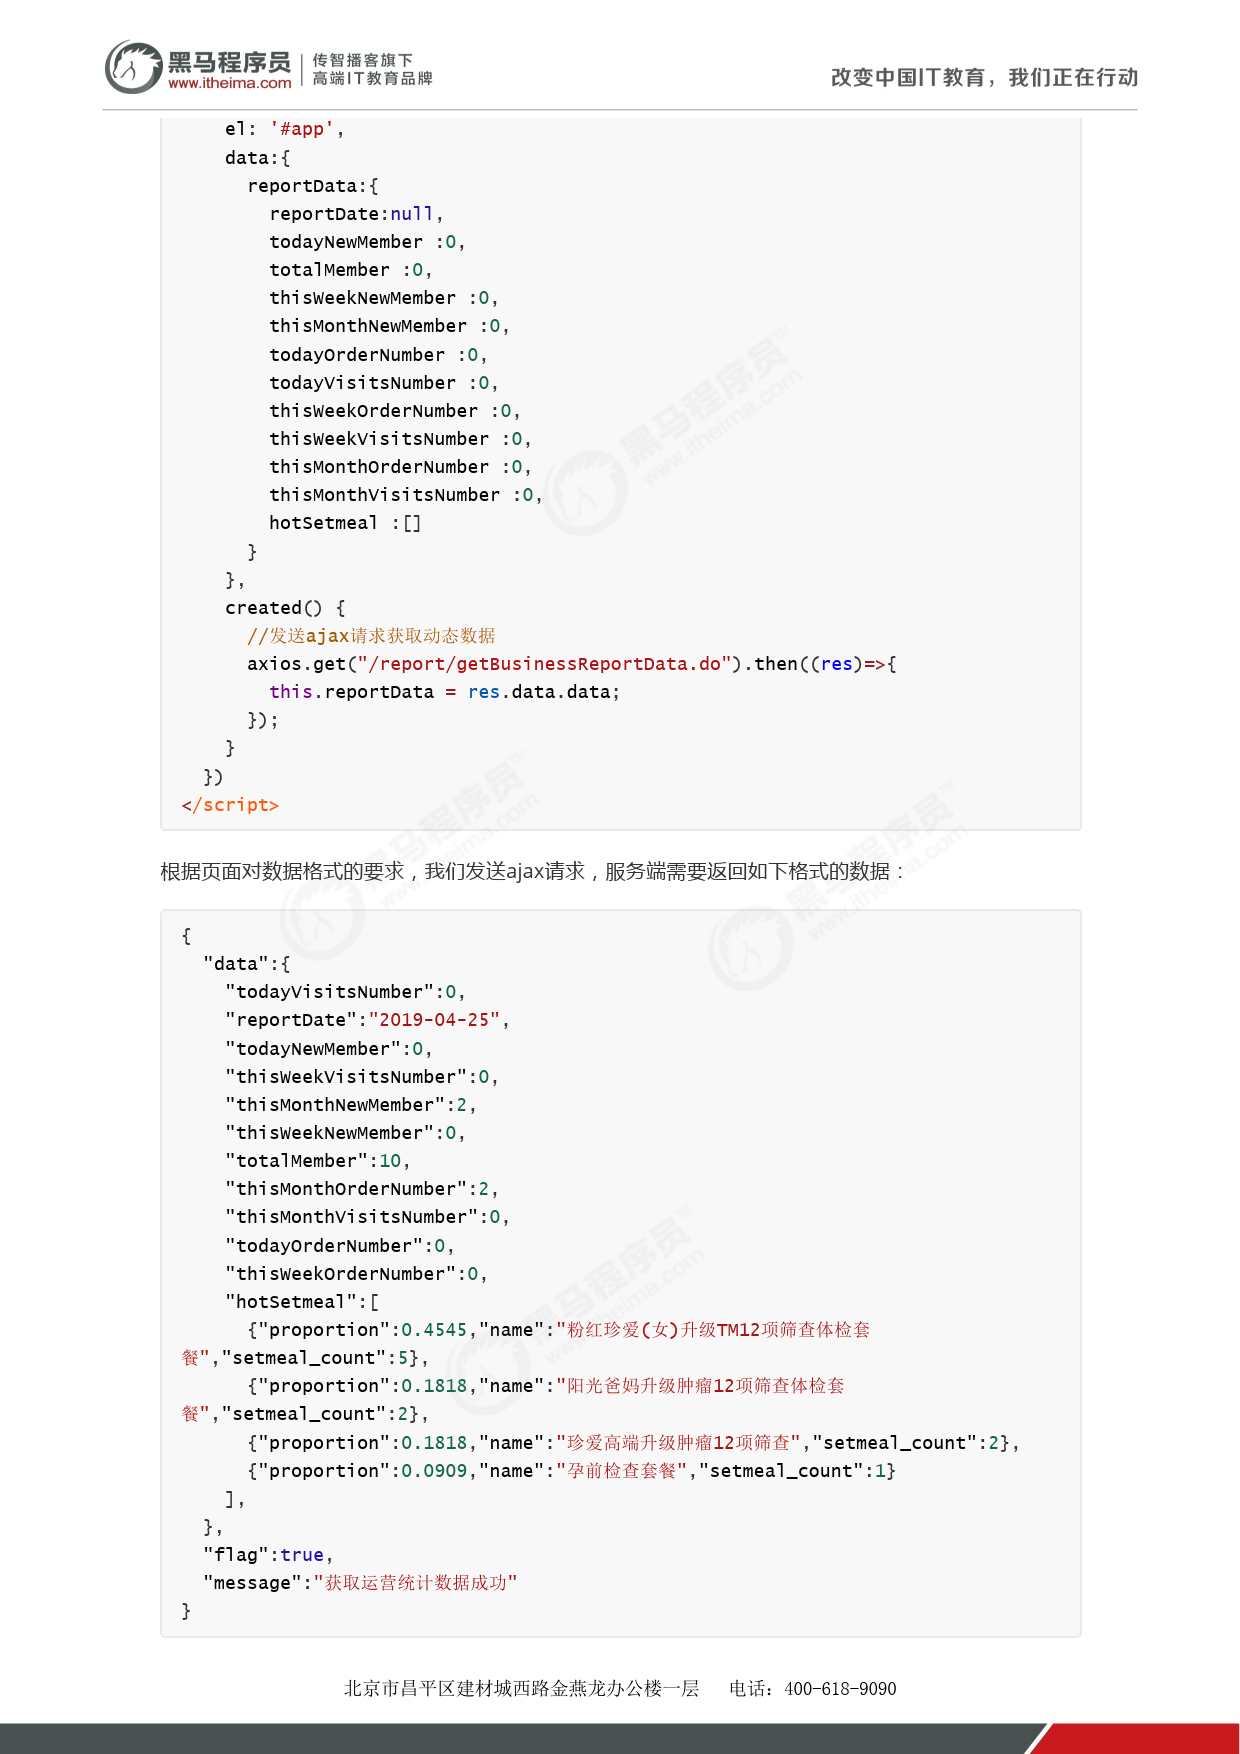 黑马程序员 传智播客旗下
www.itheima.com 高端IT教育品牌
改变中国IT教育，我们正在行动
el: '#app',
data:{
reportData:{
reportDate:null,
todayNewMember :0,
totalMember :0,
thisWeekNewMember :0,
thisMonthNewMember :0,
todayOrderNumber :0,
todayVisitsNumber :0,
thisWeekOrderNumber :0,
thisWeekVisitsNumber :0,
thisMonthOrderNumber :0,
thisMonthVisitsNumber :0,
hotSetmeal :[]
}
},
created() {
//发送ajax请求获取动态数据
axios.get("/report/getBusinessReportData.do").then((res)=>{
this.reportData = res.data.data;
});
}
})
</script>
根据页面对数据格式的要求，我们发送ajax请求，服务端需要返回如下格式的数据：
{
"data":{
"todayVisitsNumber":0,
"reportDate":"2019-04-25",
"todayNewMember":0,
"thisWeekVisitsNumber":0,
"thisMonthNewMember":2,
"thisWeekNewMember":0,
"totalMember":10,
"thisMonthOrderNumber":2,
"thisMonthVisitsNumber":0,
"todayOrderNumber":0,
"thisWeekOrderNumber":0,
"hotSetmeal":[
{"proportion":0.4545,"name":"粉红珍爱(女)升级TM12项筛查体检套
餐","setmeal_count":5},
{"proportion":0.1818,"name":"阳光爸妈升级肿瘤12项筛查体检套
餐","setmeal_count":2},
{"proportion":0.1818,"name":"珍爱高端升级肿瘤12项筛查","setmeal_count":2},
{"proportion":0.0909,"name":"孕前检查套餐","setmeal_count":1}
],
},
"flag":true,
"message":"获取运营统计数据成功"
}
北京市昌平区建材城西路金燕龙办公楼一层 电话：400-618-9090